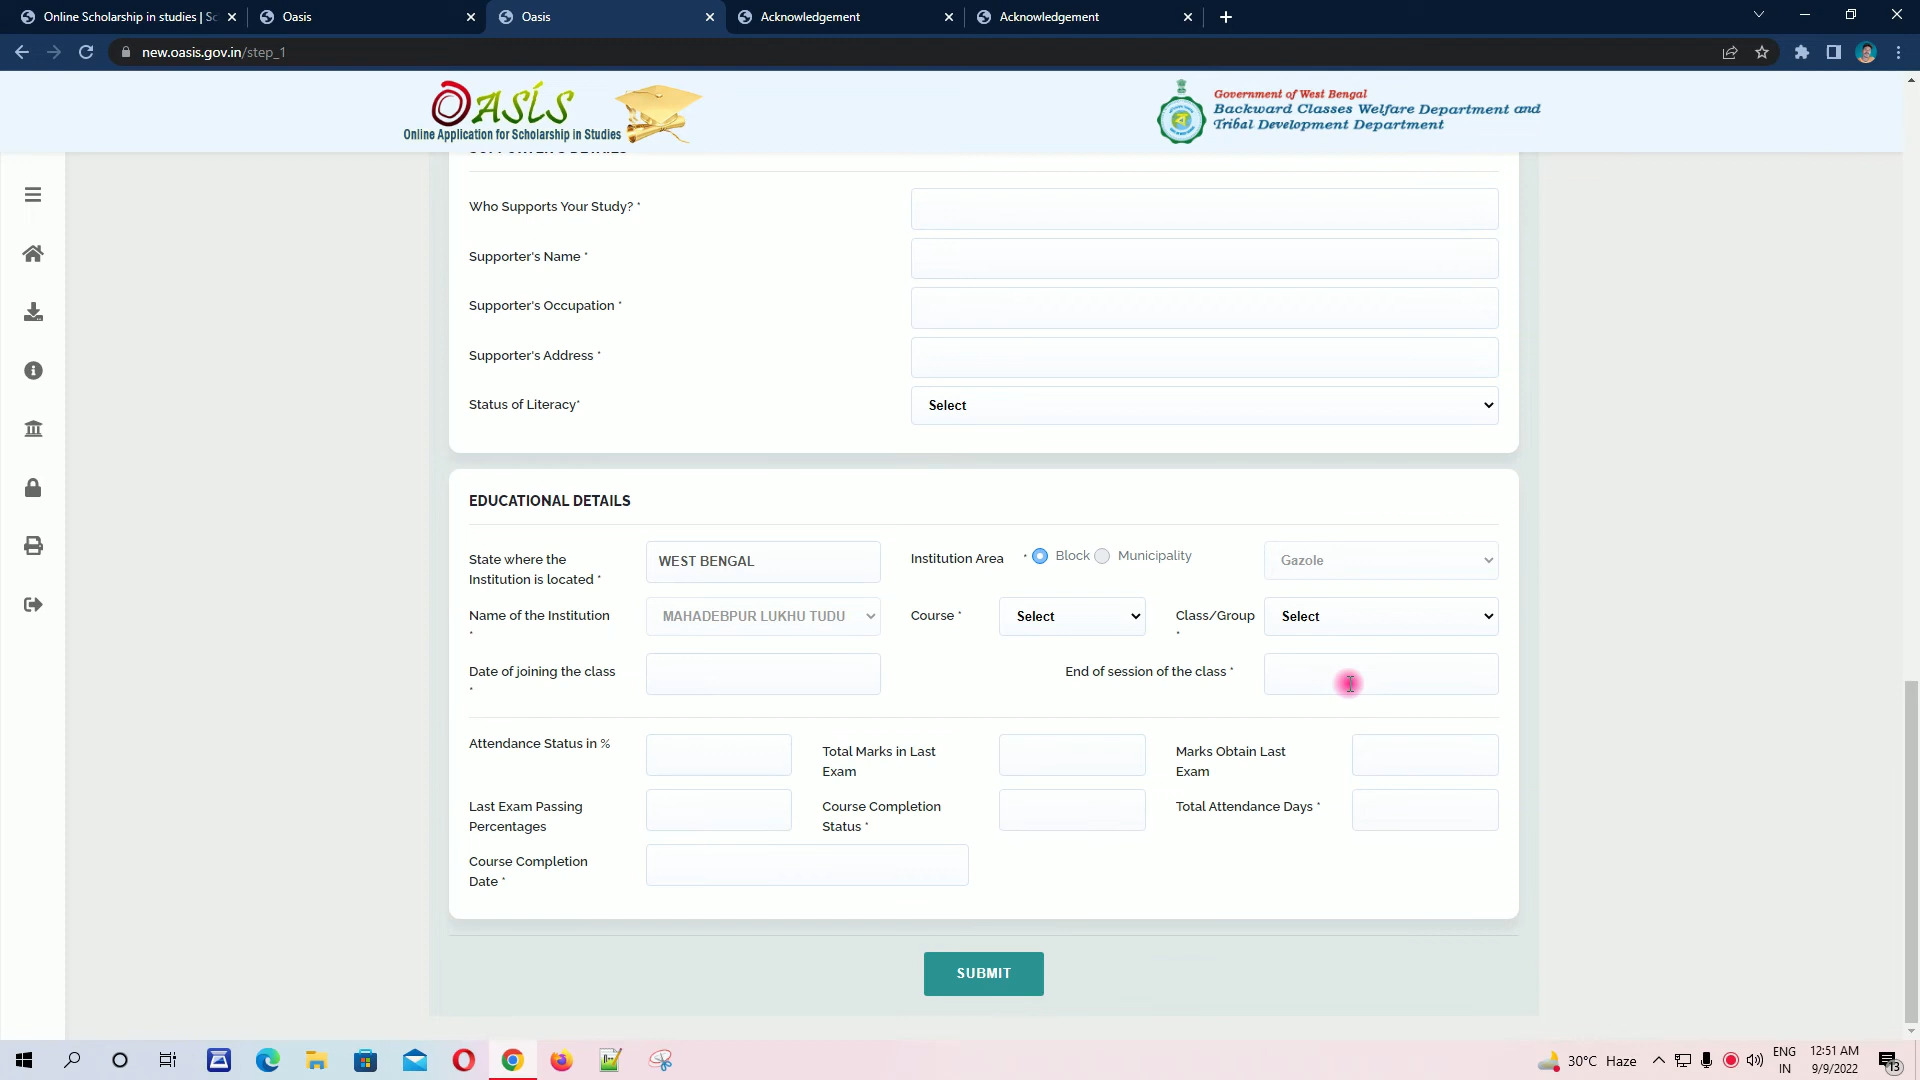 Online Scholarship in studies | Sc
Oasis
Oasis
Acknowledgement
Acknowledgement
new.oasis.gov.in/step_1
OASIS
Online Application for Scholarship in Studies
Government of West Bengal
Backward Classes Welfare Department and
Tribal Development Department
Who Supports Your Study? *
Supporter's Name *
Supporter's Occupation *
Supporter's Address *
Status of Literacy*
Select
EDUCATIONAL DETAILS
State where the
Institution is located *
WEST BENGAL
Institution Area * Block Municipality
Gazole
Name of the Institution
*
MAHADEBPUR LUKHU TUDU
Course *
Select
Class/Group
*
Select
Date of joining the class
*
End of session of the class *
Attendance Status in %
Total Marks in Last
Exam
Marks Obtain Last
Exam
Last Exam Passing
Percentages
Course Completion
Status *
Total Attendance Days *
Course Completion
Date *
SUBMIT
30°C Haze
ENG
IN
12:51 AM
9/9/2022
13